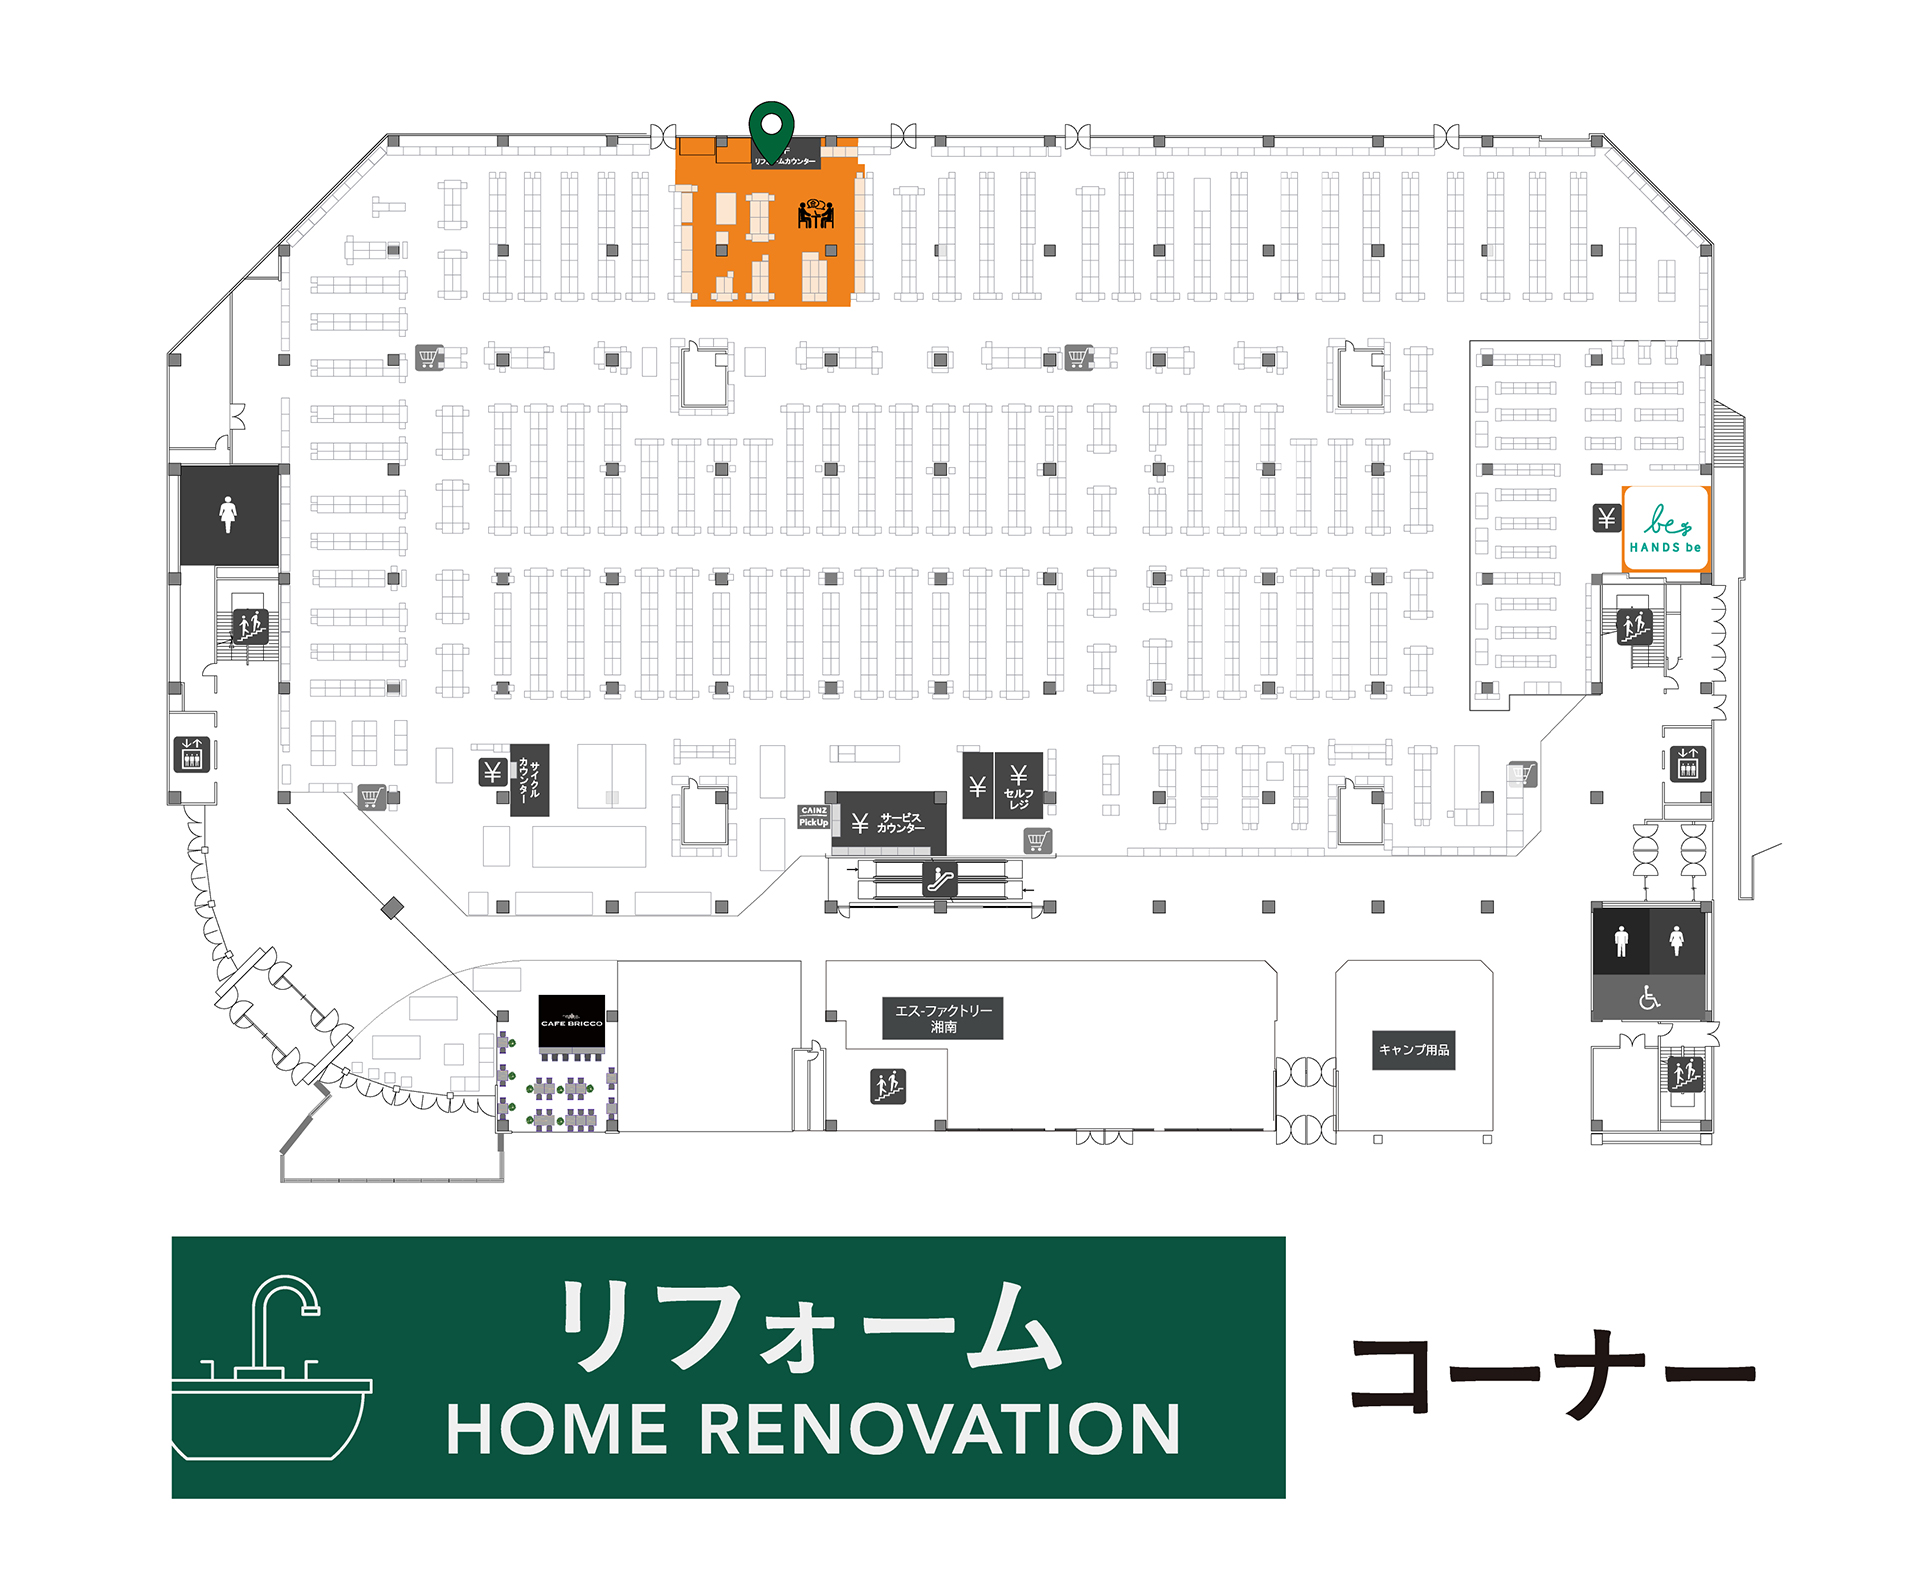 リフォームカウンター
be
HANDS be
¥
¥
サイクル
カウンター
¥
¥
セルフ
レジ
CAINZ
PickUp
¥
サービス
カウンター
CAFE BRICCO
エス-ファクトリー
湘南
キャンプ用品
リフォーム
HOME RENOVATION
コーナー